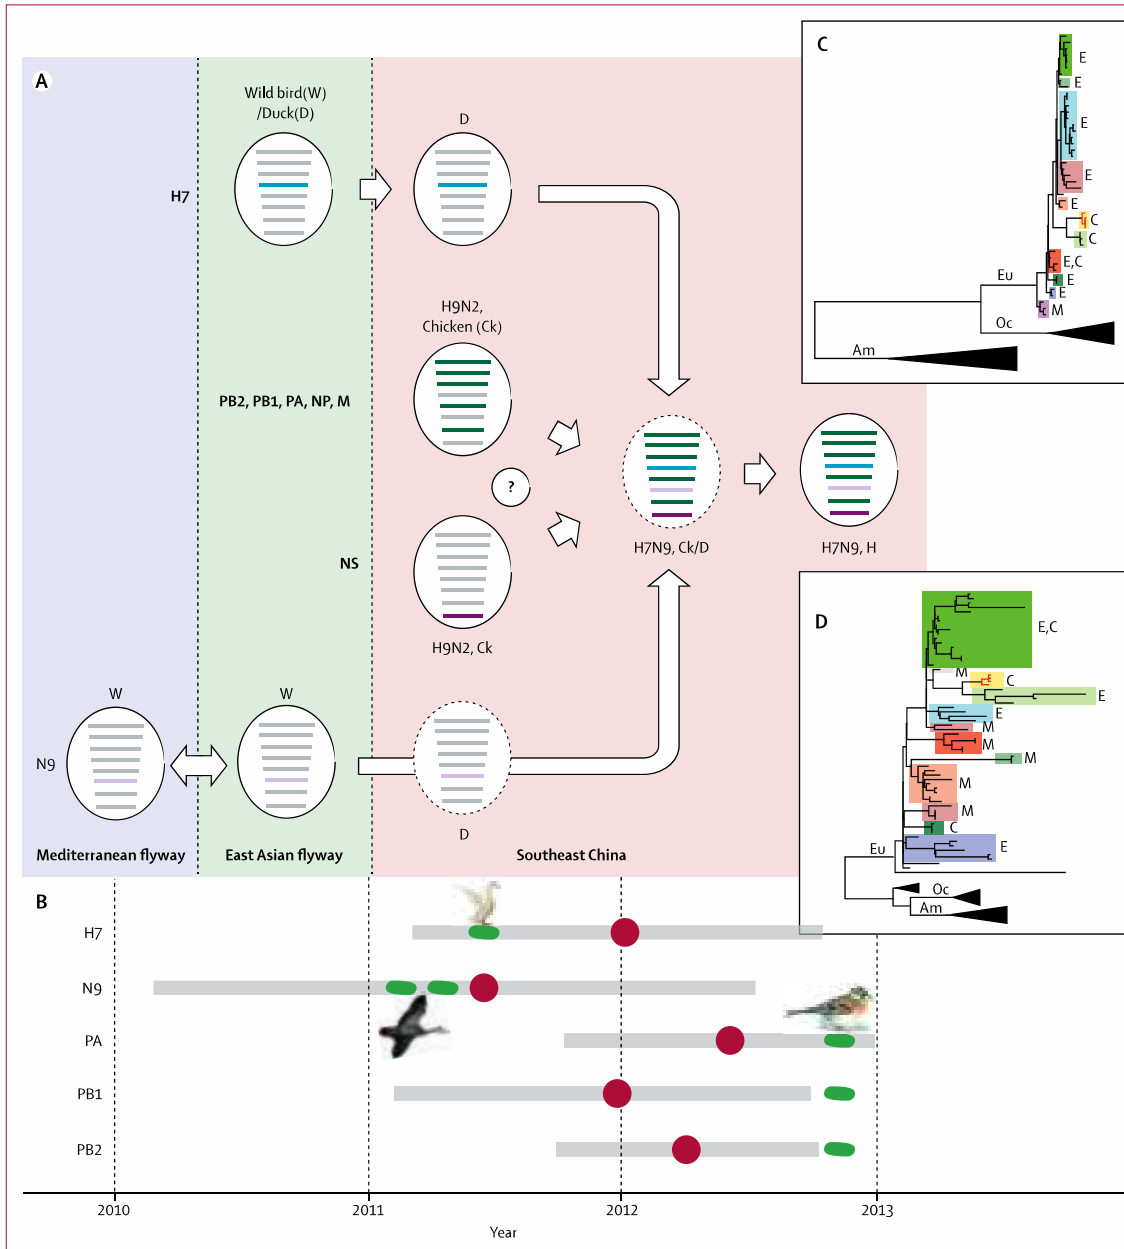 A
Wild bird(W)
/Duck(D)
D
H7
H9N2,
Chicken (Ck)
PB2, PB1, PA, NP, M
?
H7N9, Ck/D
H7N9, H
NS
H9N2, Ck
W
W
N9
D
Mediterranean flyway
East Asian flyway
Southeast China
C
E
E
E
E
E
C
C
E,C
E
E
M
Eu
Oc
Am
D
E,C
M
C
E
E
M
M
M
M
M
C
E
Eu
Oc
Am
B
H7
N9
PA
PB1
PB2
2010
2011
2012
2013
Year